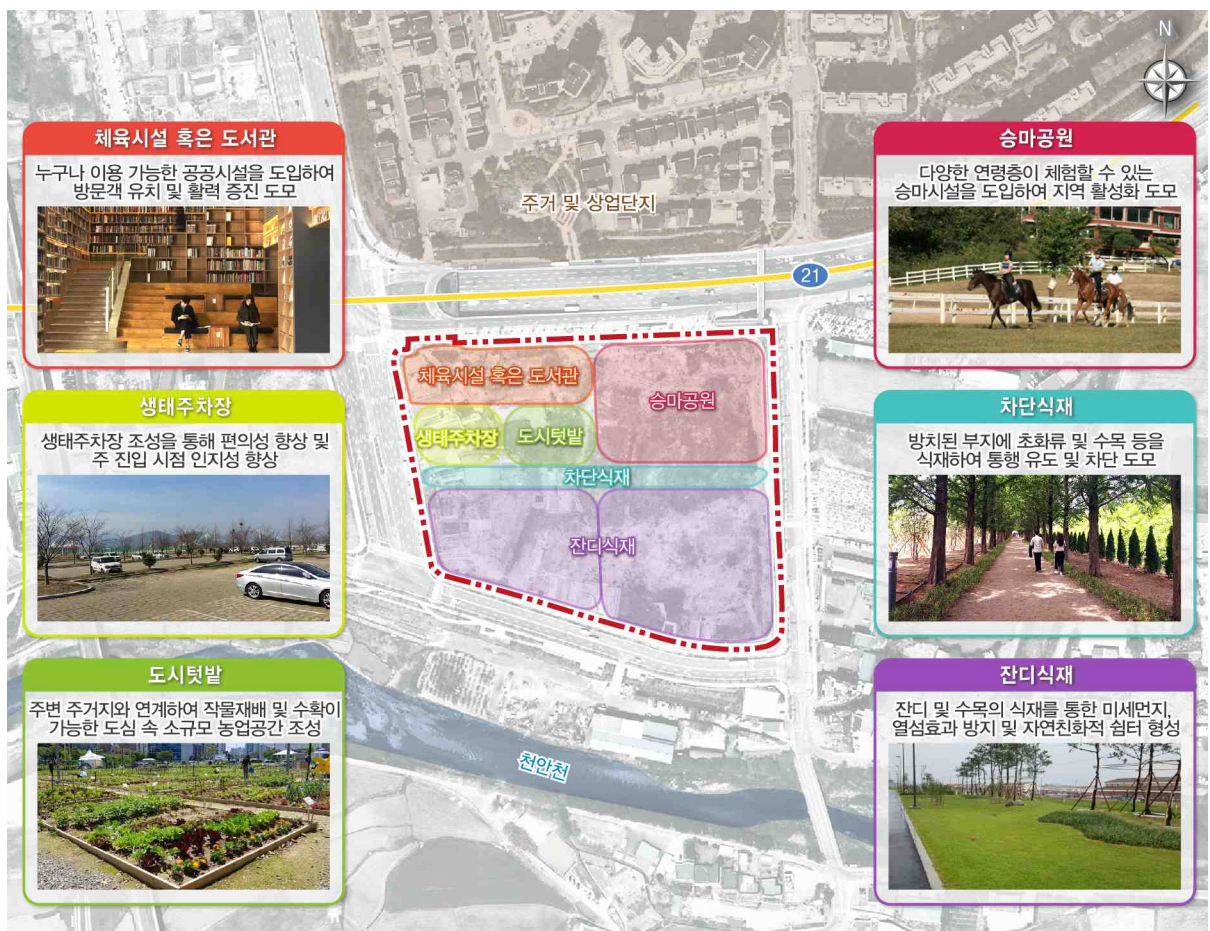 N
체육시설 혹은 도서관
누구나 이용 가능한 공공시설을 도입하여
방문객 유치 및 활력 증진 도모
생태주차장
생태주차장 조성을 통해 편의성 향상 및
주 진입 시점 인지성 향상
도시텃밭
주변 주거지와 연계하여 작물재배 및 수확이
가능한 도심 속 소규모 농업공간 조성
주거 및 상업단지
21
체육시설 혹은 도서관
승마공원
생태주차장
도시텃밭
차단식재
잔디식재
천안천
승마공원
다양한 연령층이 체험할 수 있는
승마시설을 도입하여 지역 활성화 도모
차단식재
방치된 부지에 초화류 및 수목 등을
식재하여 통행 유도 및 차단 도모
잔디식재
잔디 및 수목의 식재를 통한 미세먼지,
열섬효과 방지 및 자연친화적 쉼터 형성